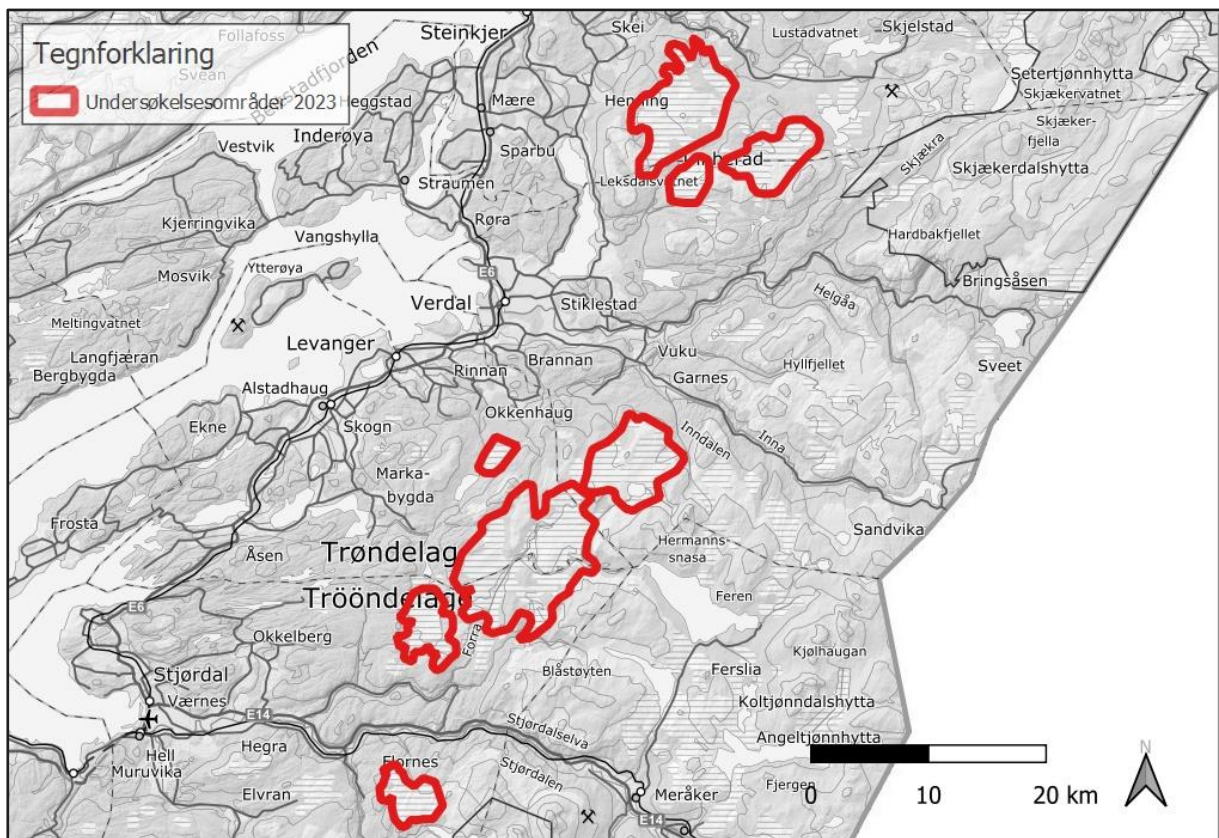 Tegnforklaring
Undersøkelsesområder 2023
Follafoss
Svean
Steinkjer
Skei
Lustadvatnet
Skjelstad
Setertjønnhytta
Skjækervatnet
Heggstad
Mære
Henning
Skjæker-
fjella
Inderøya
Vestvik
Sparbu
Skjækra
Skjækerdalshytta
Straumen
Leksdalsvatnet
Kjerringvika
Røra
Vangshylla
Hardbakfjellet
Mosvik
Ytterøya
E6
Bringsåsen
Verdal
Stiklestad
Helgåa
Meltingvatnet
Levanger
Langfjæran
Bergbygda
Brannan
Vuku
Hyllfjellet
Sveet
Rinnan
Garnes
Alstadhaug
Okkenhaug
Ekne
Skogn
Inndalen
Inna
Marka-
bygda
Frosta
Sandvika
Åsen
Trøndelag
Hermanns-
snasa
Trööndelage
Feren
E6
Okkelberg
Forra
Kjølhaugan
Stjørdal
Blåstøyten
Ferslia
Værnes
Koltjønndalshytta
E14
Stjørdalselva
Angeltjønnhytta
Hell
Hegra
Muruvika
Flornes
Stjørdalen
Fjergen
Elvran
Meråker
E14
0 10 20 km
N